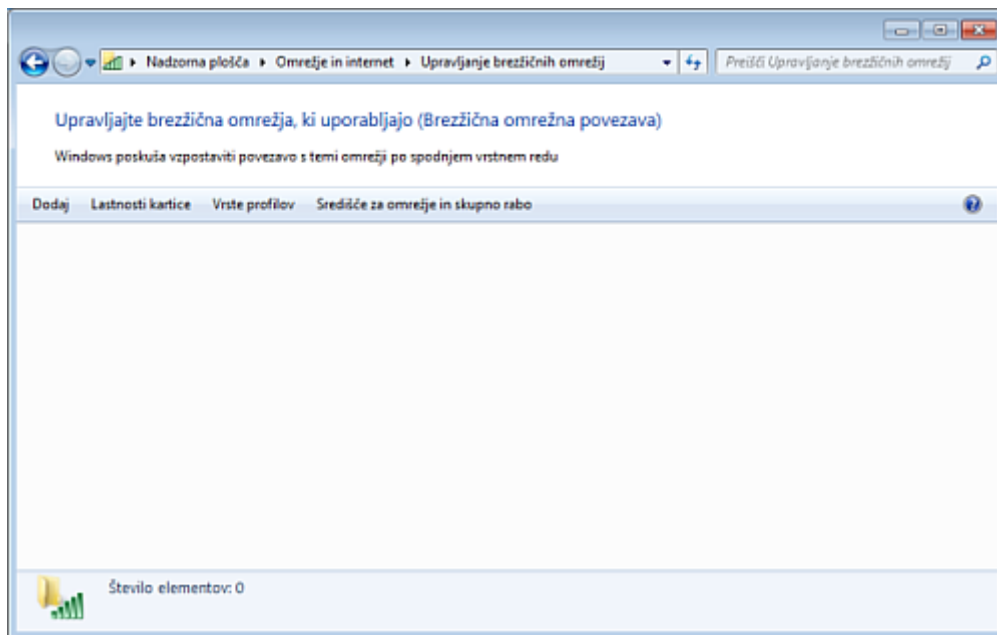 Nadzorna plošča Omrežje in internet Upravljanje brezžičnih omrežij Preišči Upravljanje brezžičnih omrežij
Upravljajte brezžična omrežja, ki uporabljajo (Brezžična omrežna povezava)
Windows poskuša vzpostaviti povezavo s temi omrežji po spodnjem vrstnem redu
Dodaj Lastnosti kartice Vrste profilov Središče za omrežje in skupno rabo
Število elementov: 0